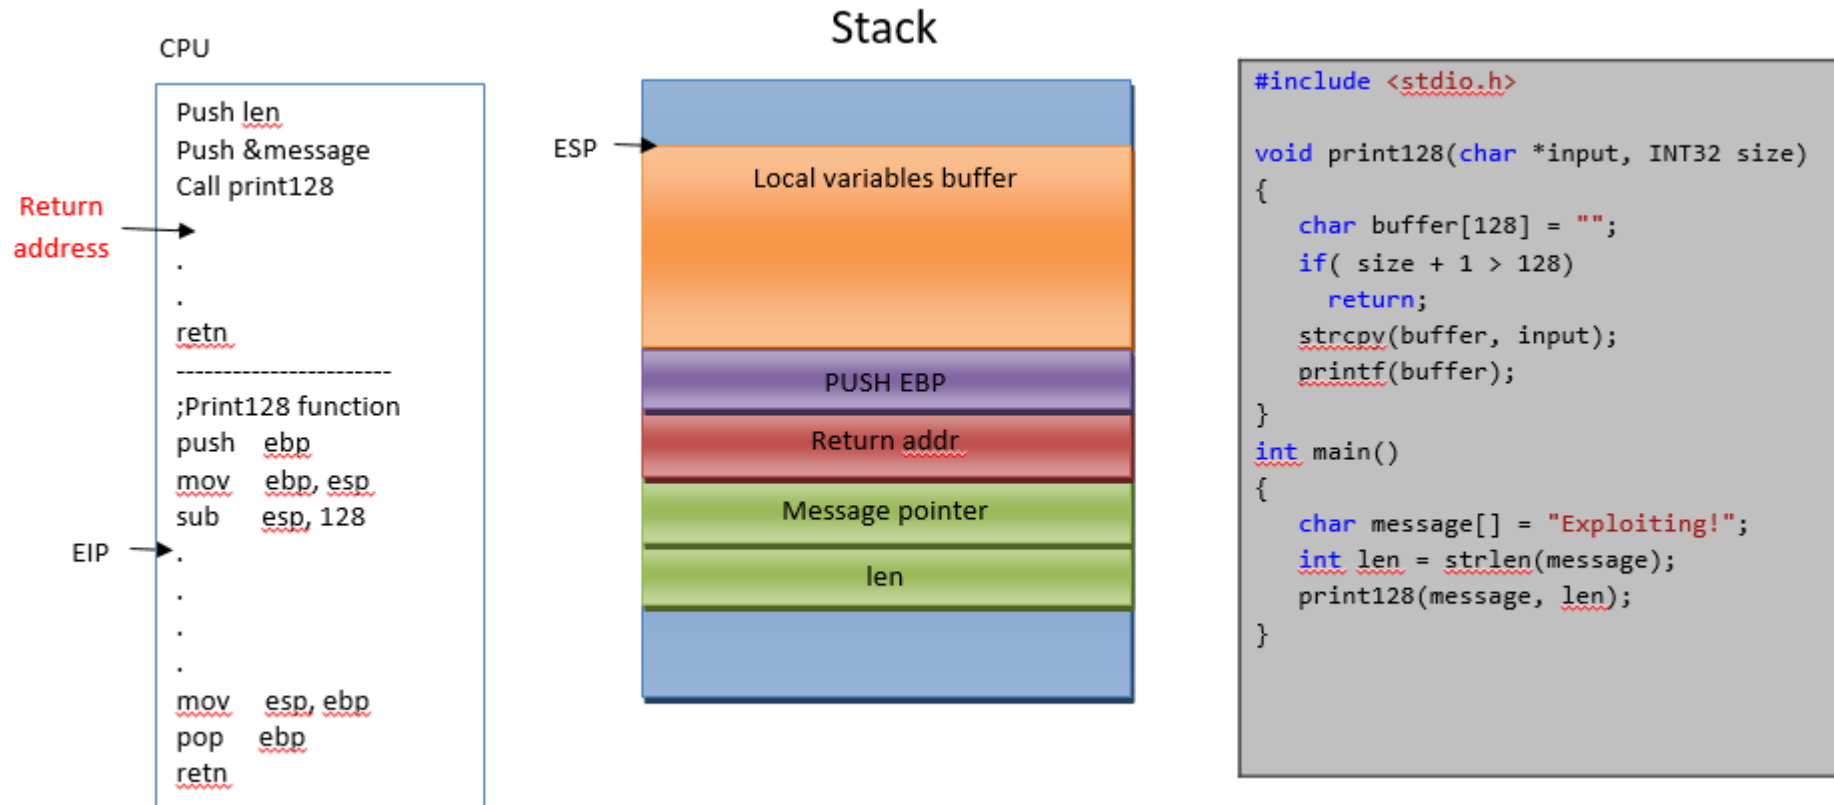 Stack
CPU
Push len
Push &message
Call print128
Return
address
.
.
retn
-----------------------
;Print128 function
push ebp
mov ebp, esp
sub esp, 128
EIP
.
.
.
.
mov esp, ebp
pop ebp
retn
ESP
Local variables buffer
PUSH EBP
Return addr
Message pointer
len
#include <stdio.h>
void print128(char *input, INT32 size)
{
char buffer[128] = "";
if( size + 1 > 128)
return;
strcpy(buffer, input);
printf(buffer);
}
int main()
{
char message[] = "Exploiting!";
int len = strlen(message);
print128(message, len);
}